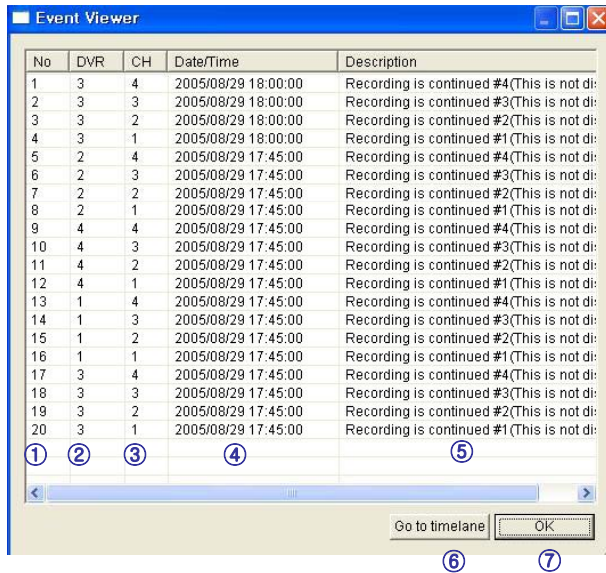 Event Viewer
No DVR CH Date/Time Description
1 3 4 2005/08/29 18:00:00 Recording is continued #4(This is not di
2 3 3 2005/08/29 18:00:00 Recording is continued #3(This is not di
3 3 2 2005/08/29 18:00:00 Recording is continued #2(This is not di
4 3 1 2005/08/29 18:00:00 Recording is continued #1(This is not di
5 2 4 2005/08/29 17:45:00 Recording is continued #4(This is not di
6 2 3 2005/08/29 17:45:00 Recording is continued #3(This is not di
7 2 2 2005/08/29 17:45:00 Recording is continued #2(This is not di
8 2 1 2005/08/29 17:45:00 Recording is continued #1(This is not di
9 4 4 2005/08/29 17:45:00 Recording is continued #4(This is not di
10 4 3 2005/08/29 17:45:00 Recording is continued #3(This is not di
11 4 2 2005/08/29 17:45:00 Recording is continued #2(This is not di
12 4 1 2005/08/29 17:45:00 Recording is continued #1(This is not di
13 1 4 2005/08/29 17:45:00 Recording is continued #4(This is not di
14 1 3 2005/08/29 17:45:00 Recording is continued #3(This is not di
15 1 2 2005/08/29 17:45:00 Recording is continued #2(This is not di
16 1 1 2005/08/29 17:45:00 Recording is continued #1(This is not di
17 3 4 2005/08/29 17:45:00 Recording is continued #4(This is not di
18 3 3 2005/08/29 17:45:00 Recording is continued #3(This is not di
19 3 2 2005/08/29 17:45:00 Recording is continued #2(This is not di
20 3 1 2005/08/29 17:45:00 Recording is continued #1(This is not di
① ② ③ ④ ⑤
Go to timelane OK
⑥ ⑦